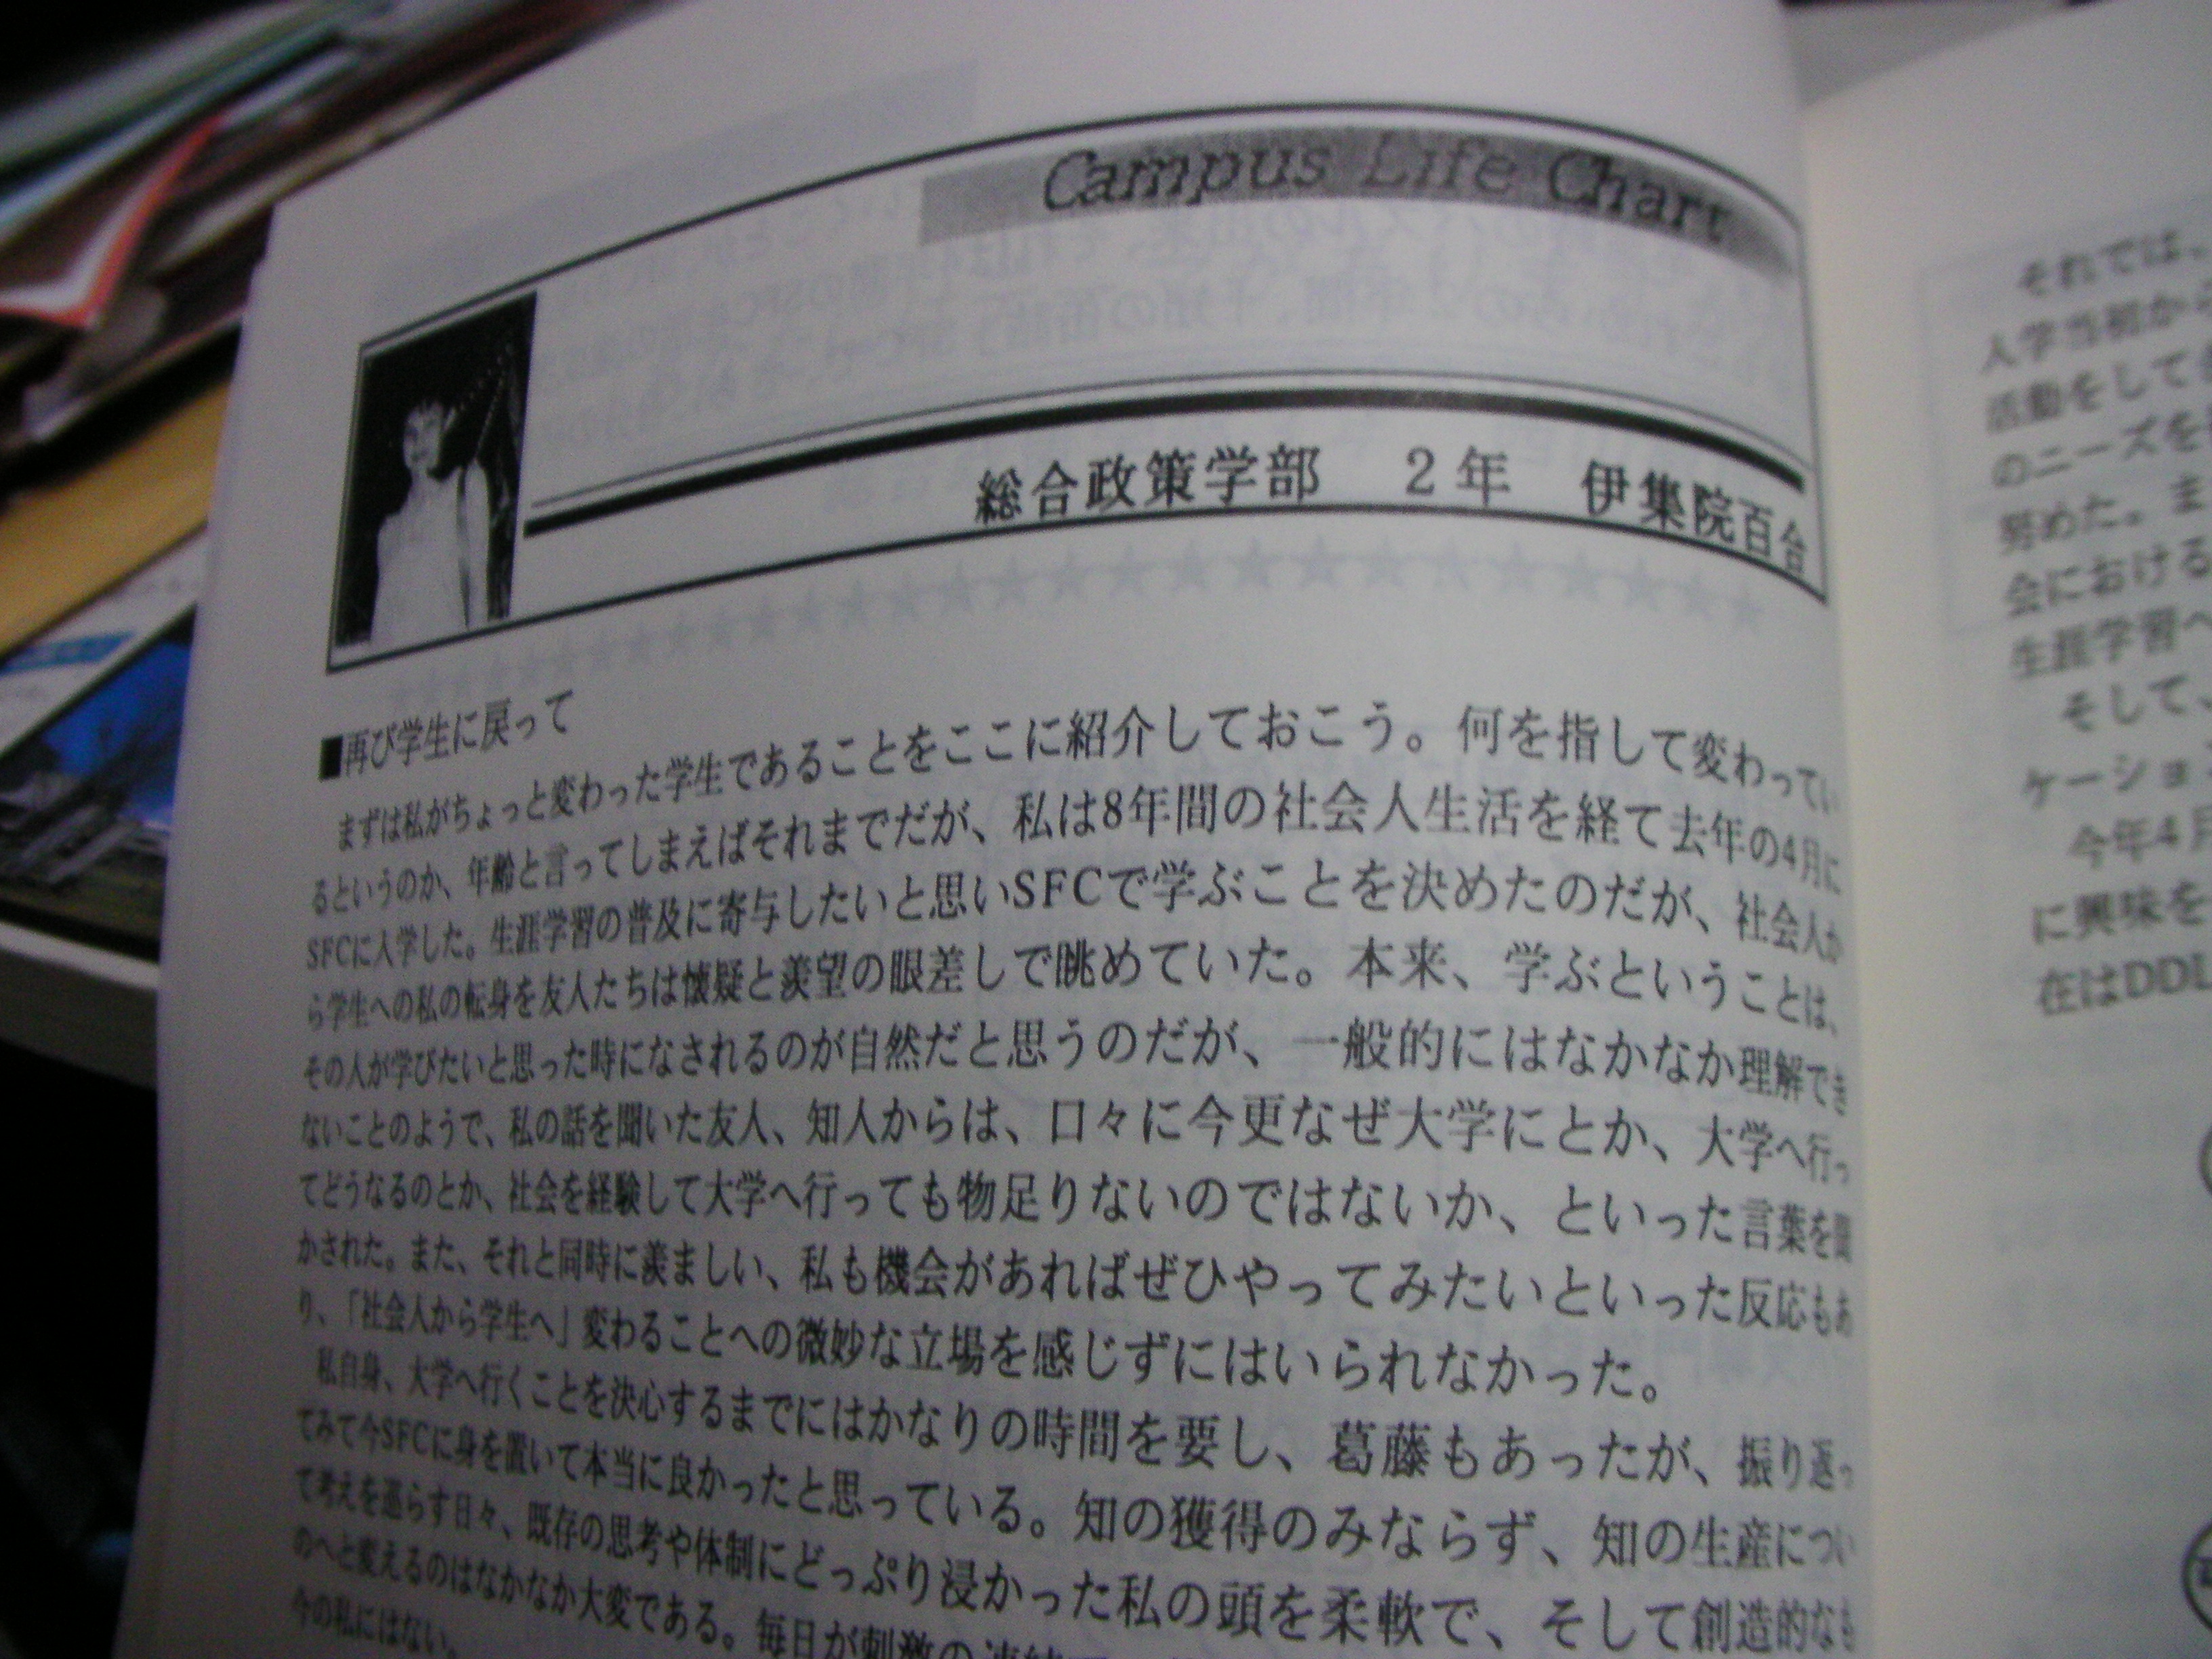 Campus Life Chart
総合政策学部　2年　伊集院百合
■再び学生に戻って
まずは私がちょっと変わった学生であることをここに紹介しておこう。何を指して変わってい
るというのか、年齢と言ってしまえばそれまでだが、私は8年間の社会人生活を経て去年の4月に
SFCに入学した。生涯学習の普及に寄与したいと思いSFCで学ぶことを決めたのだが、社会人か
ら学生への私の転身を友人たちは懐疑と羨望の眼差しで眺めていた。本来、学ぶということは、
その人が学びたいと思った時になされるのが自然だと思うのだが、一般的にはなかなか理解でき
ないことのようで、私の話を聞いた友人、知人からは、口々に今更なぜ大学にとか、大学へ行っ
てどうなるのとか、社会を経験して大学へ行っても物足りないのではないか、といった言葉を聞
かされた。また、それと同時に羨ましい、私も機会があればぜひやってみたいといった反応もあ
り、「社会人から学生へ」変わることへの微妙な立場を感じずにはいられなかった。
私自身、大学へ行くことを決心するまでにはかなりの時間を要し、葛藤もあったが、振り返っ
てみて今SFCに身を置いて本当に良かったと思っている。知の獲得のみならず、知の生産につい
て考えを巡らす日々、既存の思考や体制にどっぷり浸かった私の頭を柔軟で、そして創造的なも
のへと変えるのはなかなか大変である。毎日が刺激の連続
今の私にはない。
それでは、
入学当初か
活動をして
のニーズを
努めた。ま
会における
生涯学習へ
そして、
ケーショ
今年4月
に興味を
在はDDL